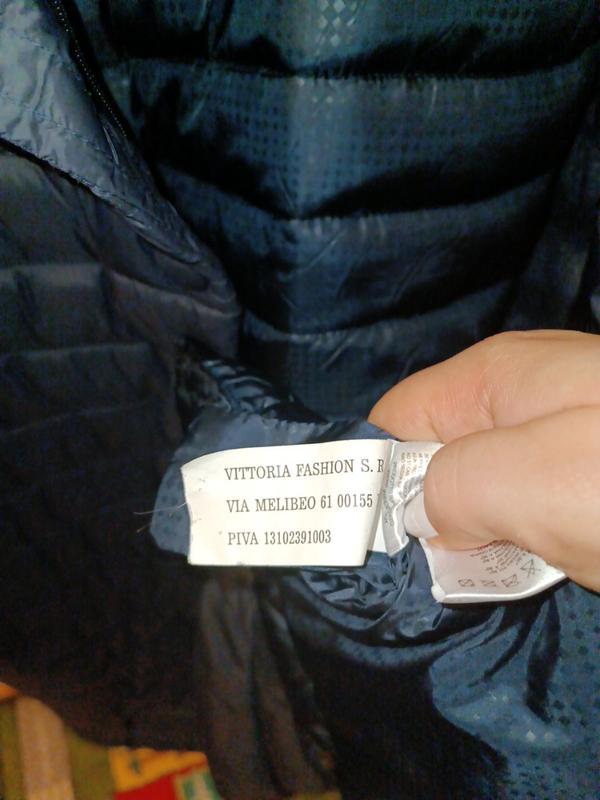 VITTORIA FASHION S. R
VIA MELIBEO 61 00155
PIVA 13102391003